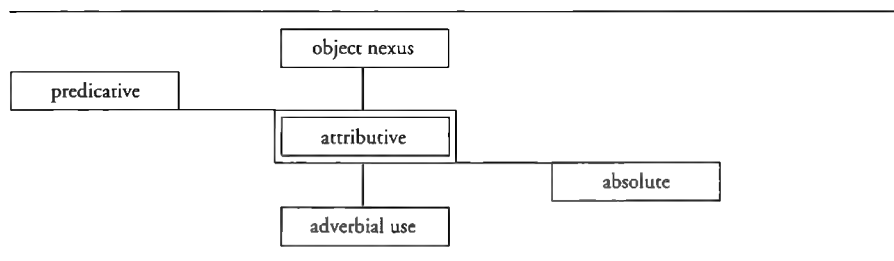 object nexus
predicative
attributive
absolute
adverbial use